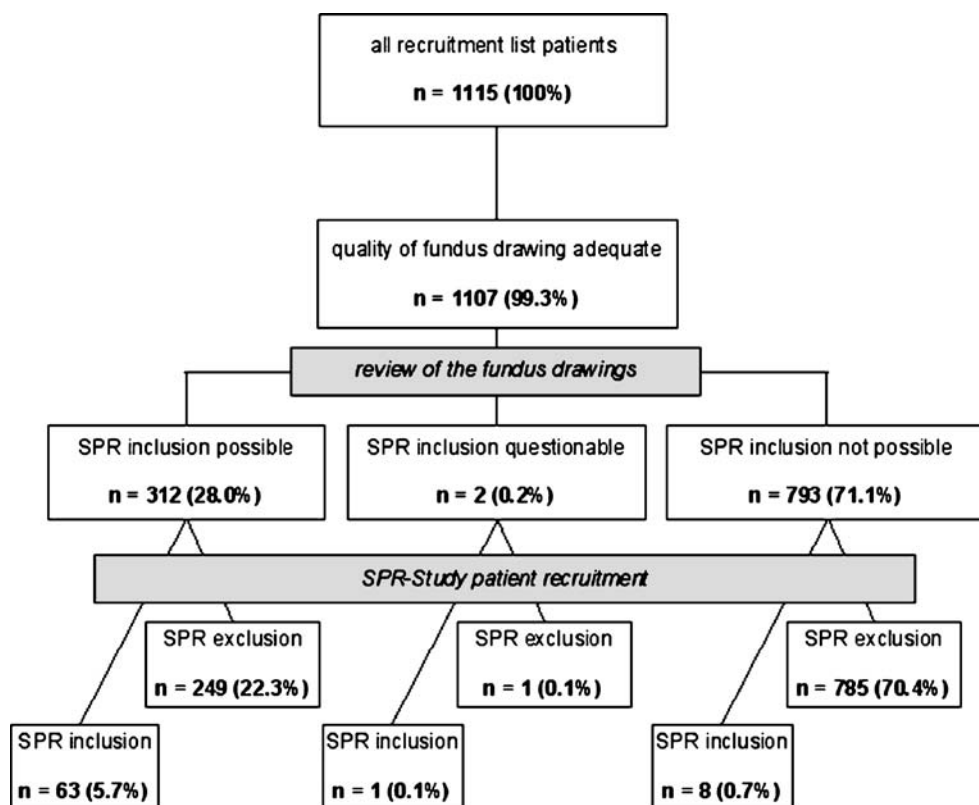 all recruitment list patients
n = 1115 (100%)
quality of fundus drawing adequate
n = 1107 (99.3%)
review of the fundus drawings
SPR inclusion possible
n = 312 (28.0%)
SPR inclusion questionable
n = 2 (0.2%)
SPR inclusion not possible
n = 793 (71.1%)
SPR-Study patient recruitment
SPR exclusion
n = 249 (22.3%)
SPR exclusion
n = 1 (0.1%)
SPR exclusion
n = 785 (70.4%)
SPR inclusion
n = 63 (5.7%)
SPR inclusion
n = 1 (0.1%)
SPR inclusion
n = 8 (0.7%)